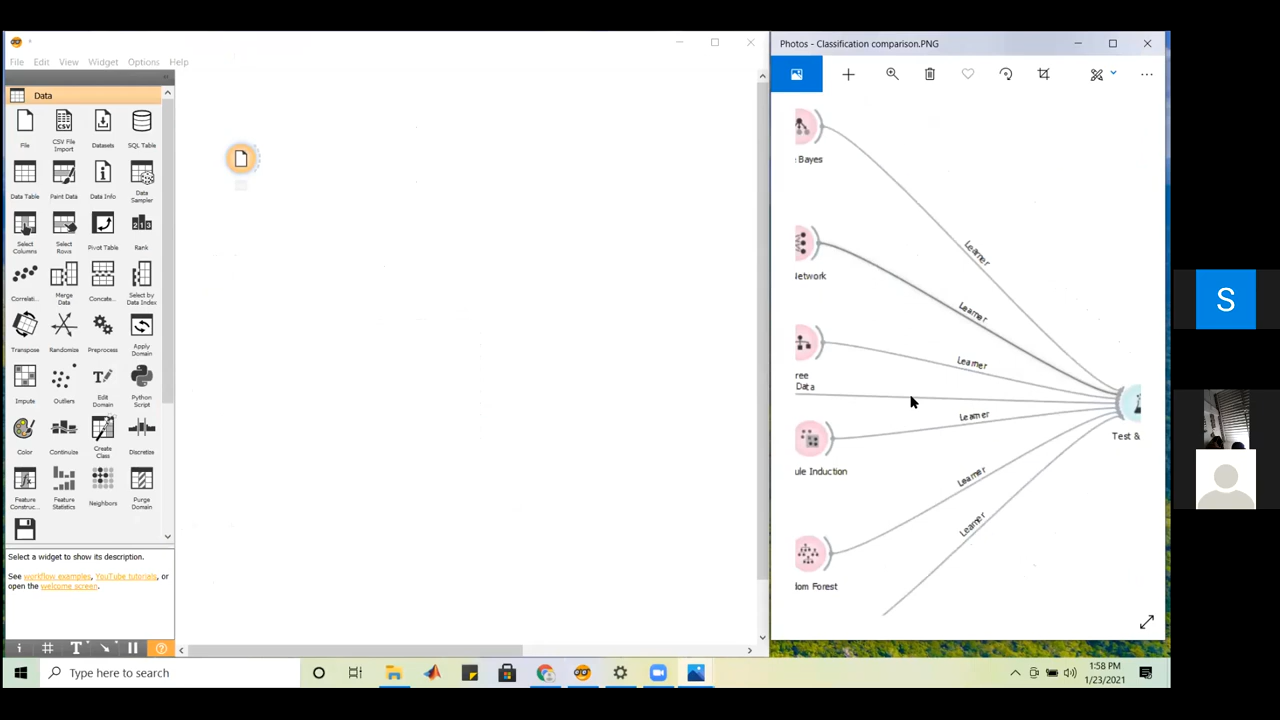 Photos - Classification comparison.PNG
File Edit View Widget Options Help
Data
File
CSV File Import
Datasets
SQL Table
Data Table
Paint Data
Data Info
Data Sampler
Select Columns
Select Rows
Pivot Table
Rank
Correlati...
Merge Data
Concate...
Select by Data Index
Transpose
Randomize
Preprocess
Apply Domain
Impute
Outliers
Edit Domain
Python Script
Color
Continuize
Create Class
Discretize
Feature Construc...
Feature Statistics
Neighbors
Purge Domain
Select a widget to show its description.
See workflow examples, YouTube tutorials, or
open the welcome screen.
Bayes
Learner
Network
Learner
Learner
ree
Data
Learner
Test &
ule Induction
Learner
Learner
dom Forest
S
Type here to search
1:58 PM
1/23/2021